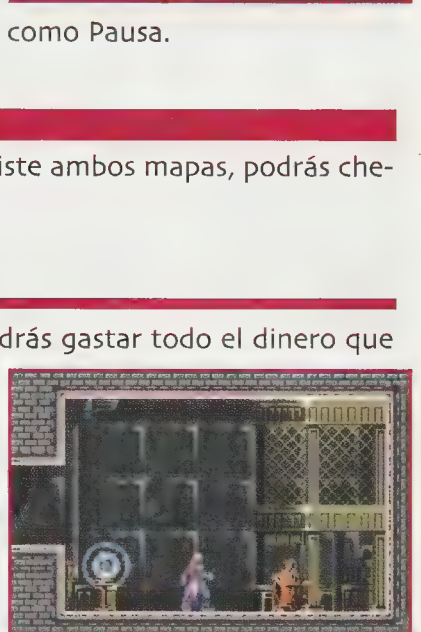 como Pausa.
iste ambos mapas, podrás che-
drás gastar todo el dinero que